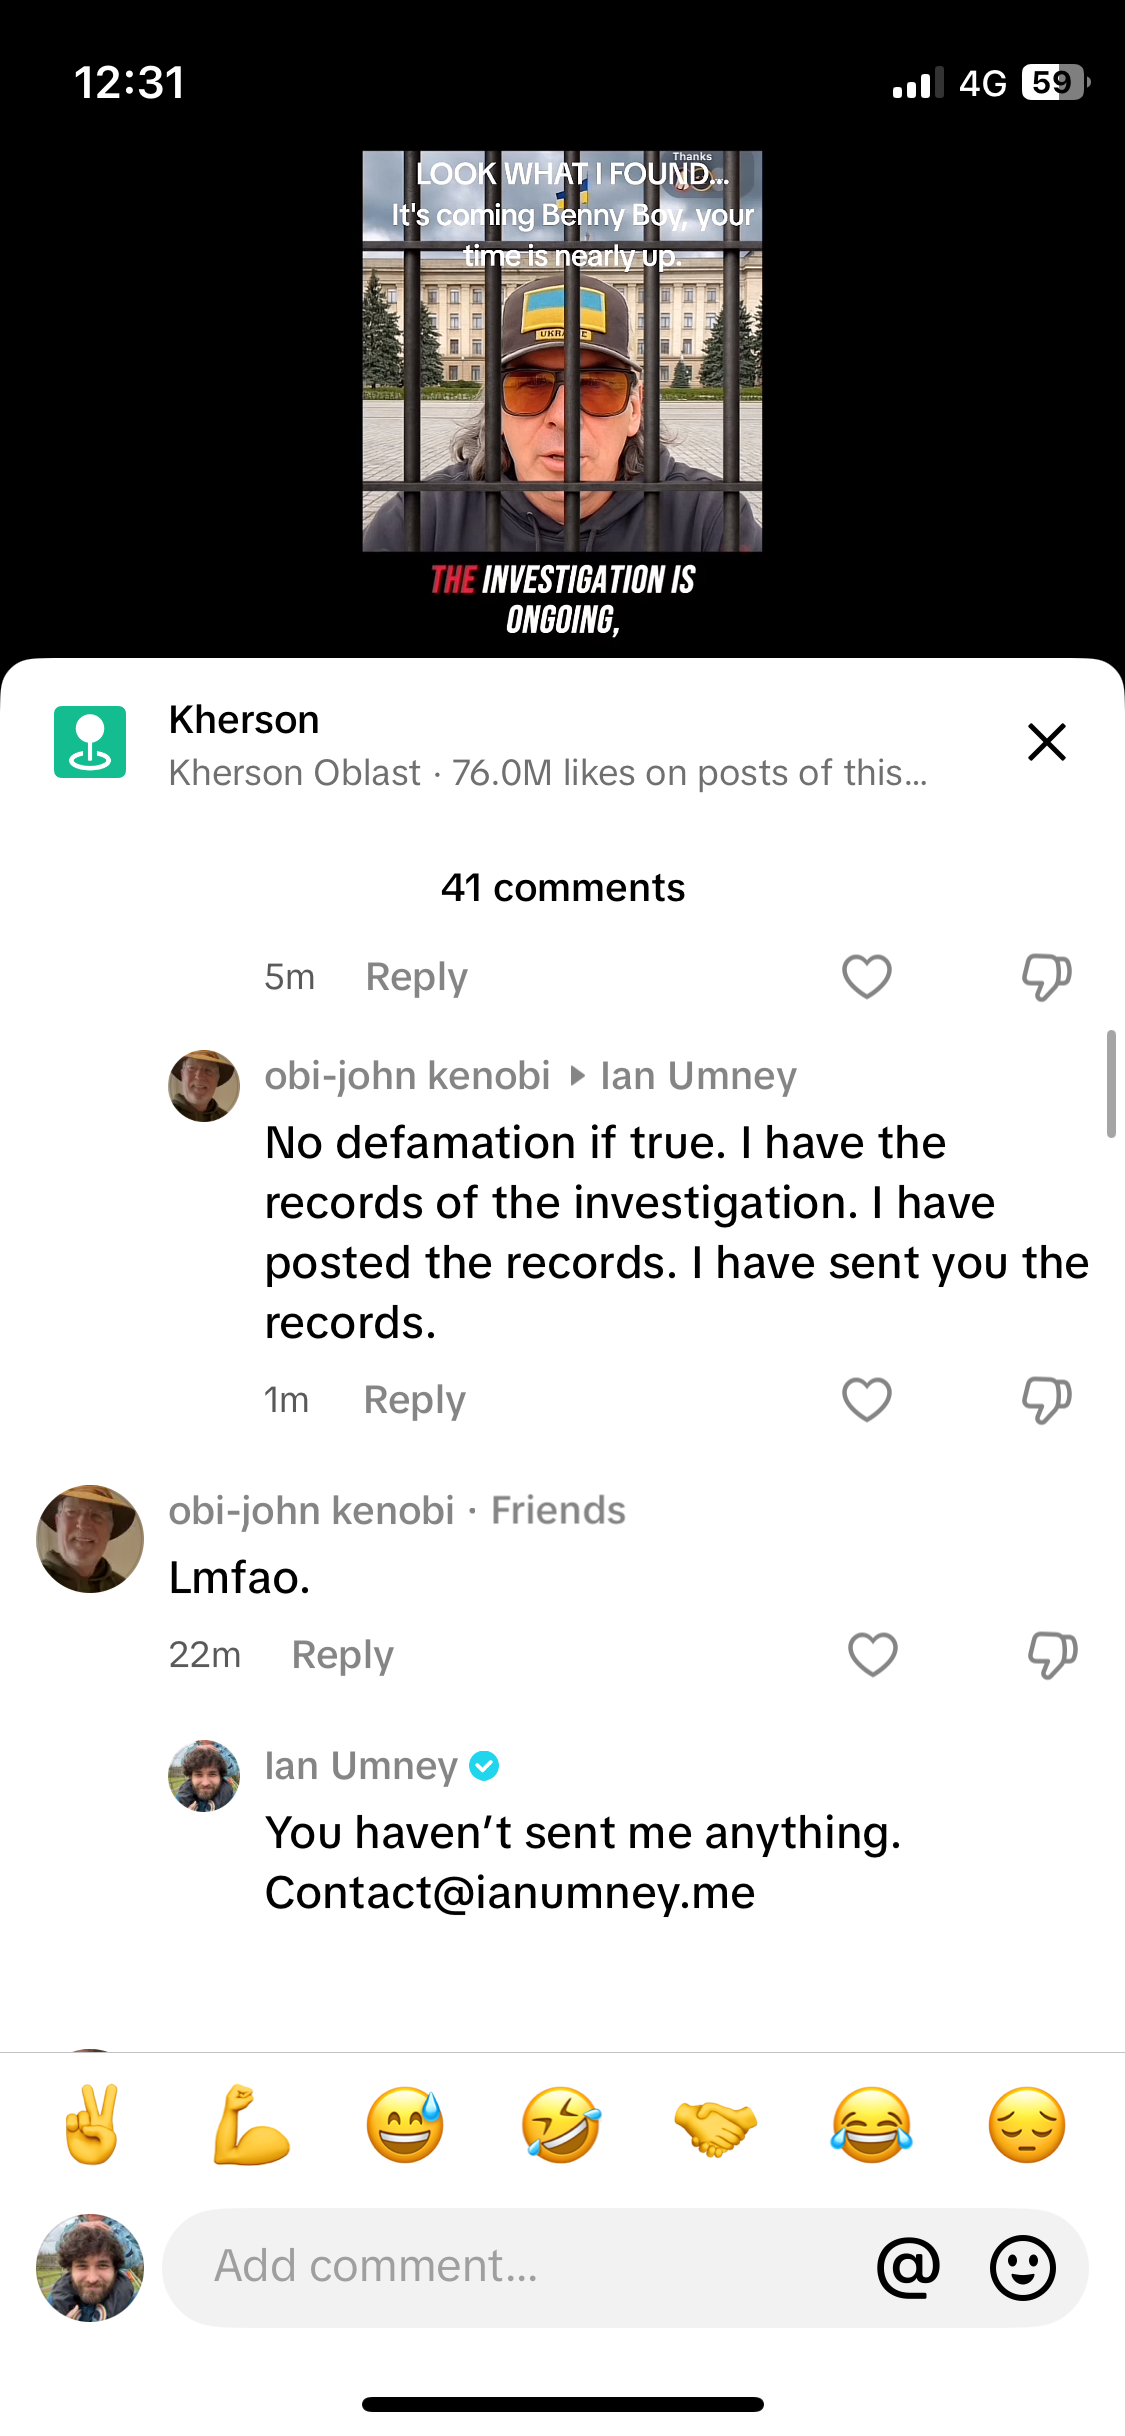 12:31
4G 59
Thanks
LOOK WHAT I FOUND...
It's coming Benny Boy, your
time is nearly up.
UKRAINE
THE INVESTIGATION IS
ONGOING,
Kherson
Kherson Oblast · 76.0M likes on posts of this...
41 comments
5m Reply
obi-john kenobi ▸ Ian Umney
No defamation if true. I have the
records of the investigation. I have
posted the records. I have sent you the
records.
1m Reply
obi-john kenobi · Friends
Lmfao.
22m Reply
Ian Umney
You haven't sent me anything.
Contact@ianumney.me
Add comment...